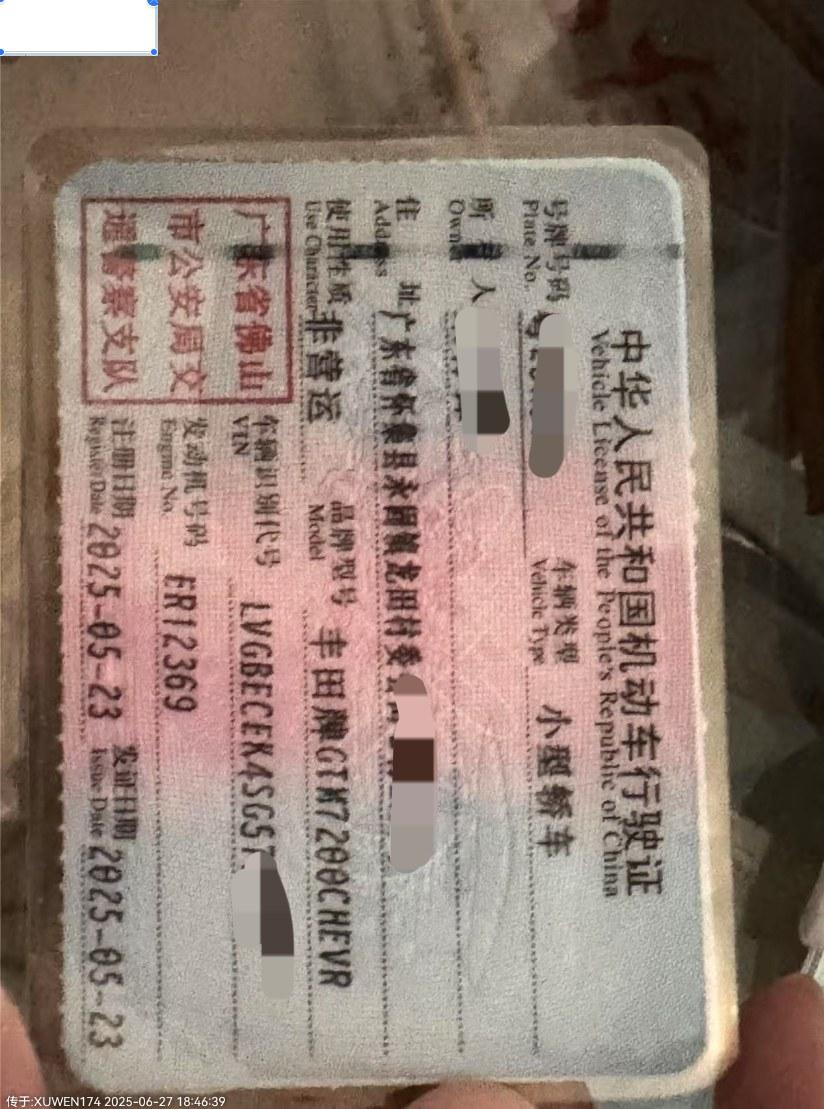 中华人民共和国机动车行驶证
Vehicle License of the People's Republic of China
号牌号码
Plate No.
车辆类型
Vehicle Type
小型轿车
所有人
Owner
住址
Address
广东省怀集县永固镇龙田村委
使用性质
Use Character
非营运
品牌型号
Model
丰田牌GTM7200CHEVR
广东省佛山
市公安局交
通警察支队
车辆识别代号
VIN
LVGBECEK4SG5
发动机号码
Engine No.
ER12369
注册日期
Register Date
2025-05-23
发证日期
Issue Date
2025-05-23
传于:XUWEN174 2025-06-27 18:46:39